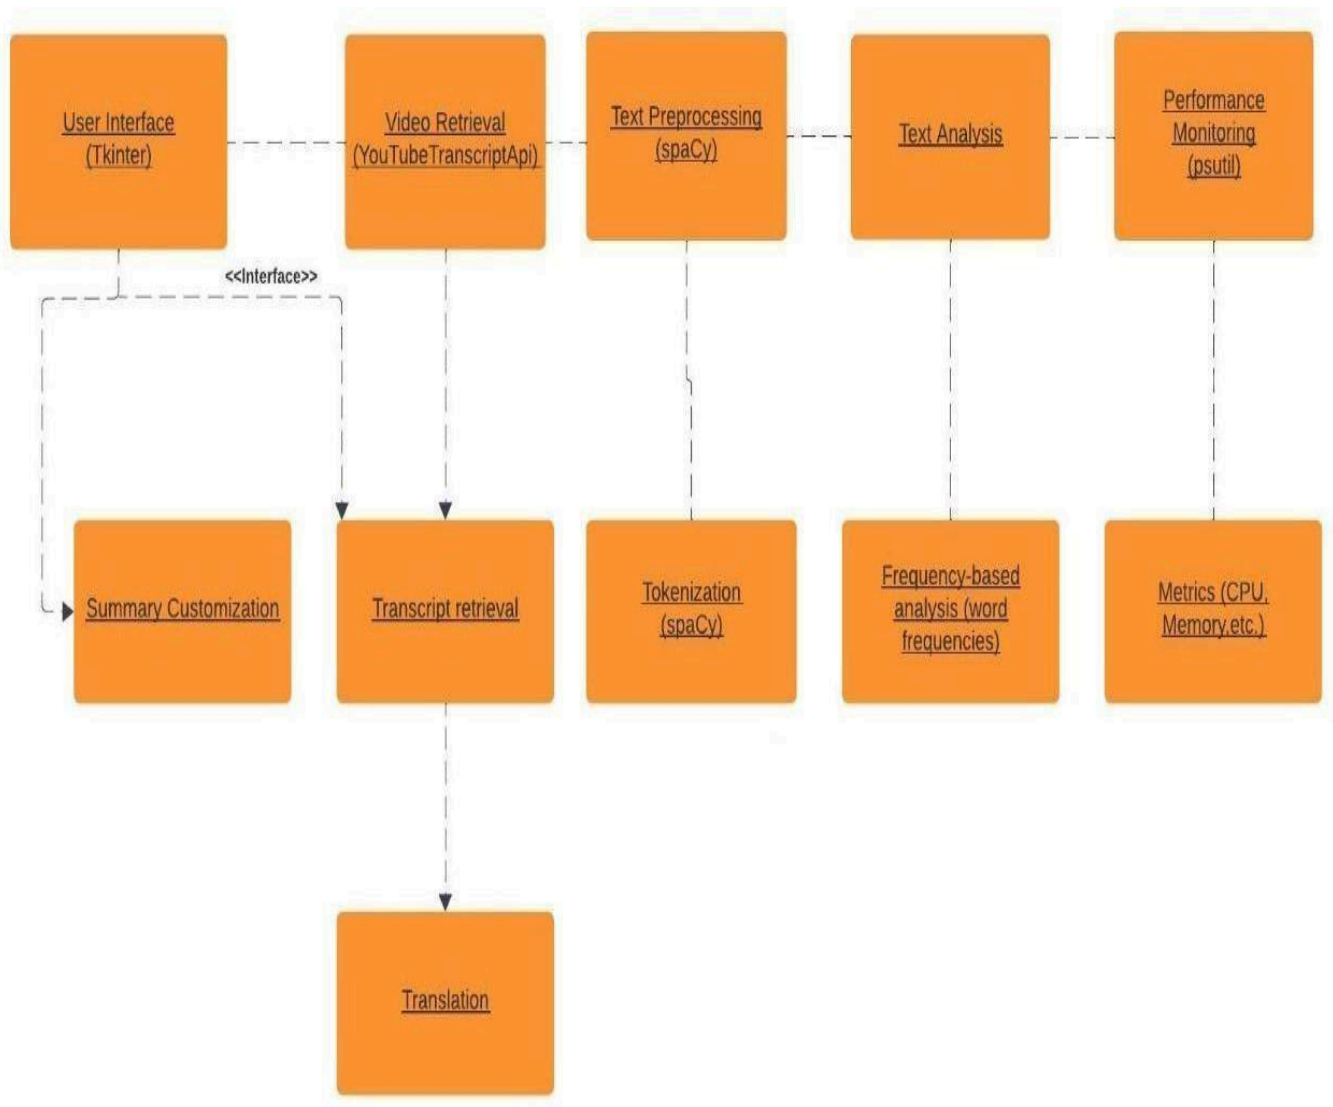 User Interface
(Tkinter)
Video Retrieval
(YouTubeTranscriptApi)
Text Preprocessing
(spaCy)
Text Analysis
Performance
Monitoring
(psutil)
<<Interface>>
Summary Customization
Transcript retrieval
Tokenization
(spaCy)
Frequency-based
analysis (word
frequencies)
Metrics (CPU,
Memory,etc.)
Translation